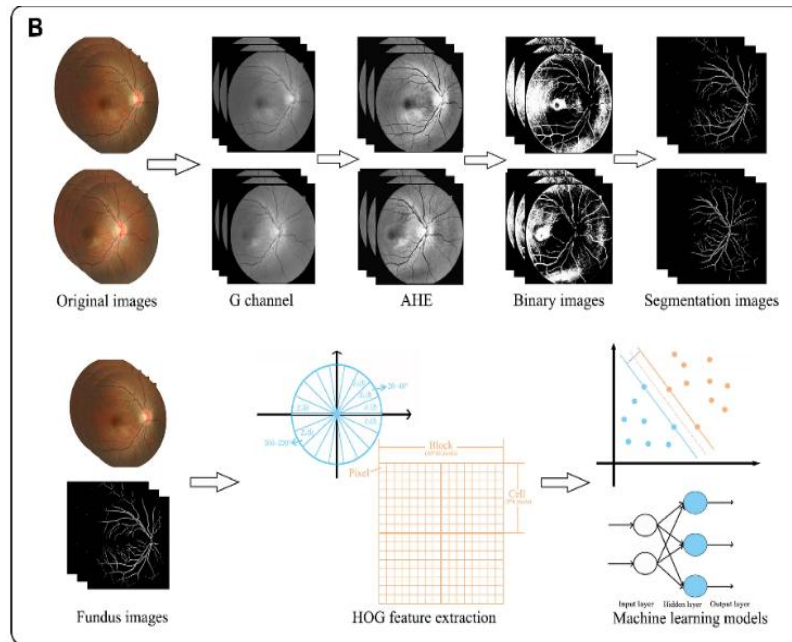 B
Original images
G channel
AHE
Binary images
Segmentation images
Block
Pixel
Cell
Fundus images
HOG feature extraction
Input layer Hidden layer Output layer
Machine learning models